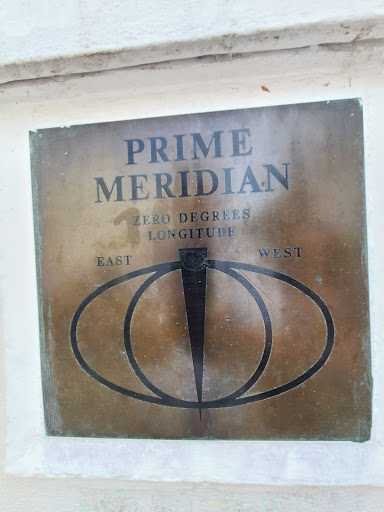 PRIME
MERIDIAN
ZERO DEGREES
LONGITUDE
EAST WEST